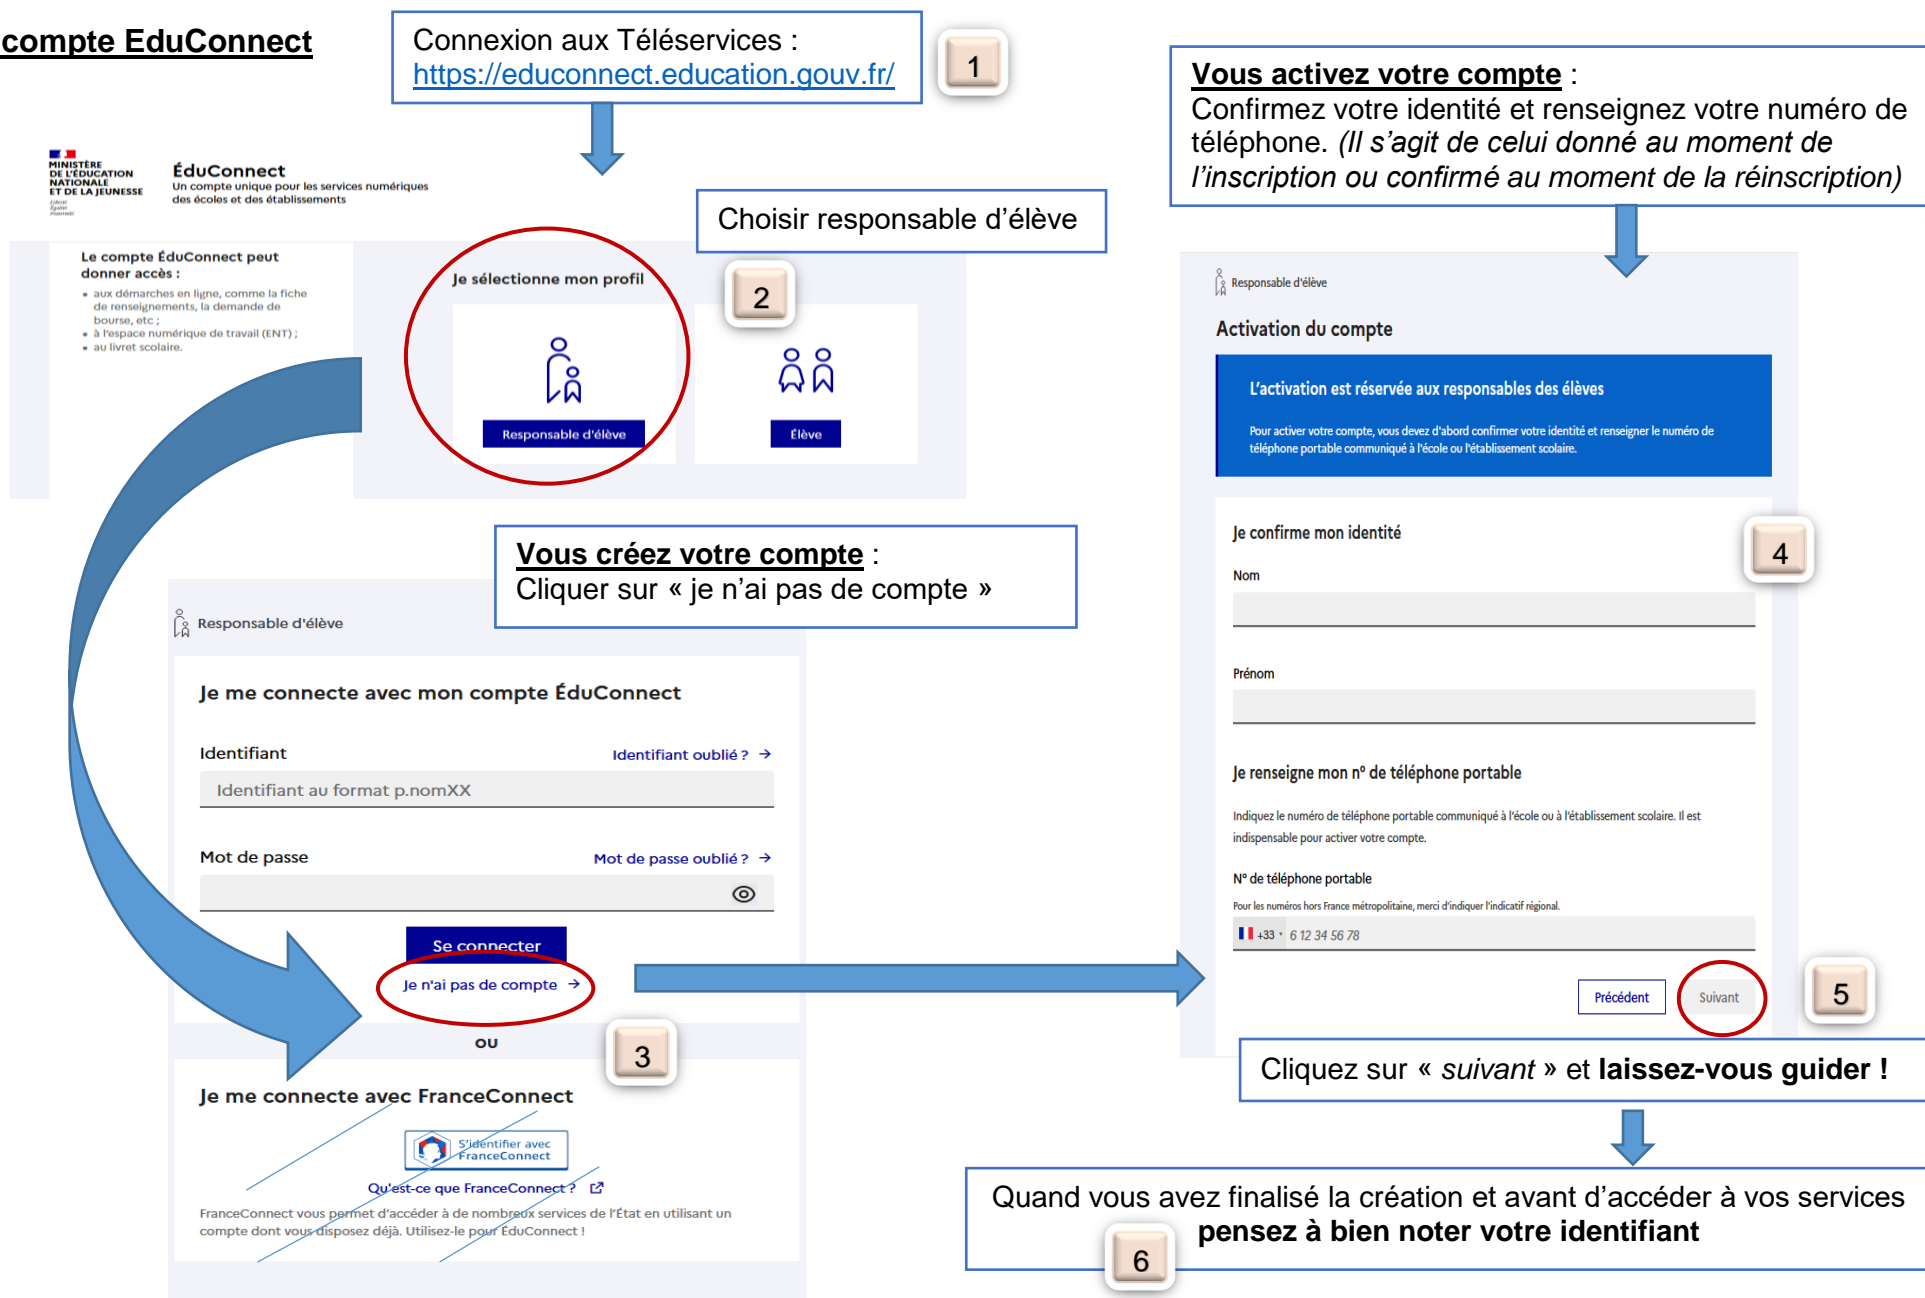 compte EduConnect
Connexion aux Téléservices :
https://educonnect.education.gouv.fr/
1
MINISTÈRE
DE L'ÉDUCATION
NATIONALE
ET DE LA JEUNESSE
Liberté
Égalité
Fraternité
ÉduConnect
Un compte unique pour les services numériques
des écoles et des établissements
Choisir responsable d'élève
2
Le compte ÉduConnect peut
donner accès :
• aux démarches en ligne, comme la fiche
de renseignements, la demande de
bourse, etc ;
• à l'espace numérique de travail (ENT) ;
• au livret scolaire.
Je sélectionne mon profil
Responsable d'élève
Élève
Vous créez votre compte :
Cliquer sur « je n'ai pas de compte »
Responsable d'élève
Je me connecte avec mon compte ÉduConnect
Identifiant
Identifiant oublié ? →
Identifiant au format p.nomXX
Mot de passe
Mot de passe oublié ? →
Se connecter
Je n'ai pas de compte →
3
ou
Je me connecte avec FranceConnect
S'identifier avec
FranceConnect
Qu'est-ce que FranceConnect ?
FranceConnect vous permet d'accéder à de nombreux services de l'État en utilisant un
compte dont vous disposez déjà. Utilisez-le pour ÉduConnect !
Vous activez votre compte :
Confirmez votre identité et renseignez votre numéro de
téléphone. (Il s'agit de celui donné au moment de
l'inscription ou confirmé au moment de la réinscription)
Responsable d'élève
Activation du compte
L'activation est réservée aux responsables des élèves
Pour activer votre compte, vous devez d'abord confirmer votre identité et renseigner le numéro de
téléphone portable communiqué à l'école ou l'établissement scolaire.
Je confirme mon identité
4
Nom
Prénom
Je renseigne mon n° de téléphone portable
Indiquez le numéro de téléphone portable communiqué à l'école ou à l'établissement scolaire. Il est
indispensable pour activer votre compte.
N° de téléphone portable
Pour les numéros hors France métropolitaine, merci d'indiquer l'indicatif régional.
+33 6 12 34 56 78
Précédent
Suivant
5
Cliquez sur « suivant » et laissez-vous guider !
Quand vous avez finalisé la création et avant d'accéder à vos services
pensez à bien noter votre identifiant
6